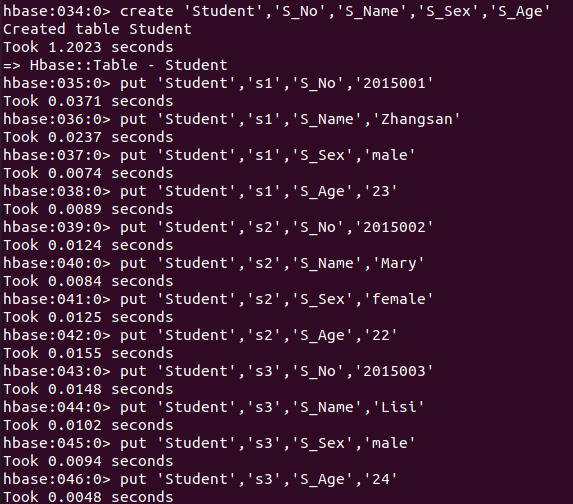 hbase:034:0> create 'Student','S_No','S_Name','S_Sex','S_Age'
Created table Student
Took 1.2023 seconds
=> Hbase::Table - Student
hbase:035:0> put 'Student','s1','S_No','2015001'
Took 0.0371 seconds
hbase:036:0> put 'Student','s1','S_Name','Zhangsan'
Took 0.0237 seconds
hbase:037:0> put 'Student','s1','S_Sex','male'
Took 0.0074 seconds
hbase:038:0> put 'Student','s1','S_Age','23'
Took 0.0089 seconds
hbase:039:0> put 'Student','s2','S_No','2015002'
Took 0.0124 seconds
hbase:040:0> put 'Student','s2','S_Name','Mary'
Took 0.0084 seconds
hbase:041:0> put 'Student','s2','S_Sex','female'
Took 0.0125 seconds
hbase:042:0> put 'Student','s2','S_Age','22'
Took 0.0155 seconds
hbase:043:0> put 'Student','s3','S_No','2015003'
Took 0.0148 seconds
hbase:044:0> put 'Student','s3','S_Name','Lisi'
Took 0.0102 seconds
hbase:045:0> put 'Student','s3','S_Sex','male'
Took 0.0094 seconds
hbase:046:0> put 'Student','s3','S_Age','24'
Took 0.0048 seconds